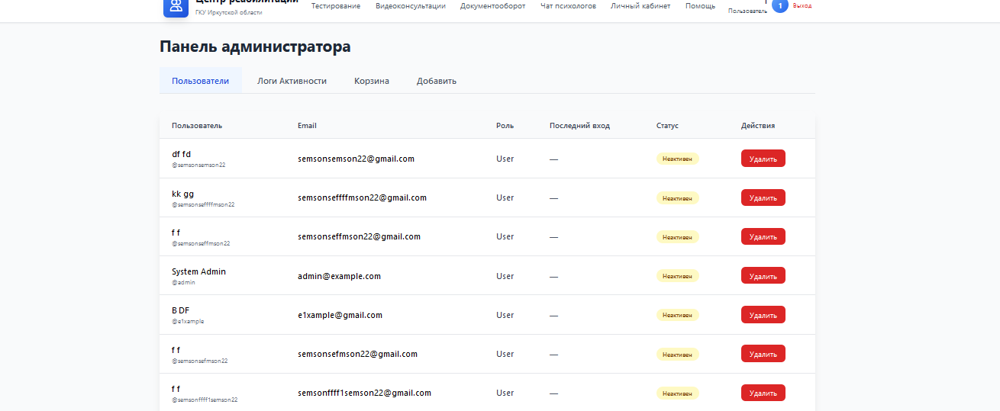 Центр реабилитации
ГКУ Иркутской области
Тестирование Видеоконсультации Документооборот Чат психологов Личный кабинет Помощь
Пользователь
1
Выход
Панель администратора
Пользователи Логи Активности Корзина Добавить
Пользователь Email Роль Последний вход Статус Действия
df fd
@semsonsemson22
semsonsemson22@gmail.com User — Неактивен Удалить
kk gg
@semsonseffffmson22
semsonseffffmson22@gmail.com User — Неактивен Удалить
f f
@semsonseffmson22
semsonseffmson22@gmail.com User — Неактивен Удалить
System Admin
@admin
admin@example.com User — Неактивен Удалить
B DF
@e1xample
e1xample@gmail.com User — Неактивен Удалить
f f
@semsonsefmson22
semsonsefmson22@gmail.com User — Неактивен Удалить
f f
@semsonffff1semson22
semsonffff1semson22@gmail.com User — Неактивен Удалить